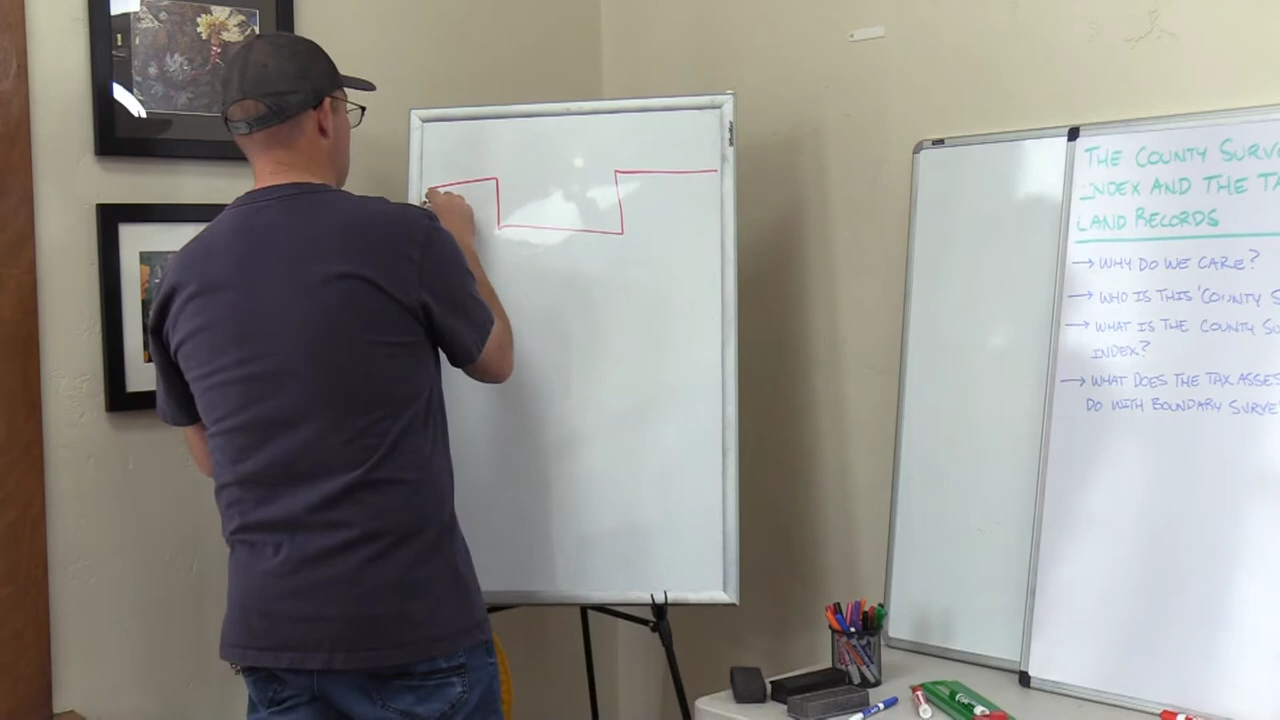 THE COUNTY
INDEX AND THE
LAND RECORDS
→ WHY DO WE CARE?
→ WHO IS THIS 'COUNTY
→ WHAT IS THE COUNTY
INDEX?
→ WHAT DOES THE TAX
DO WITH BOUNDARY